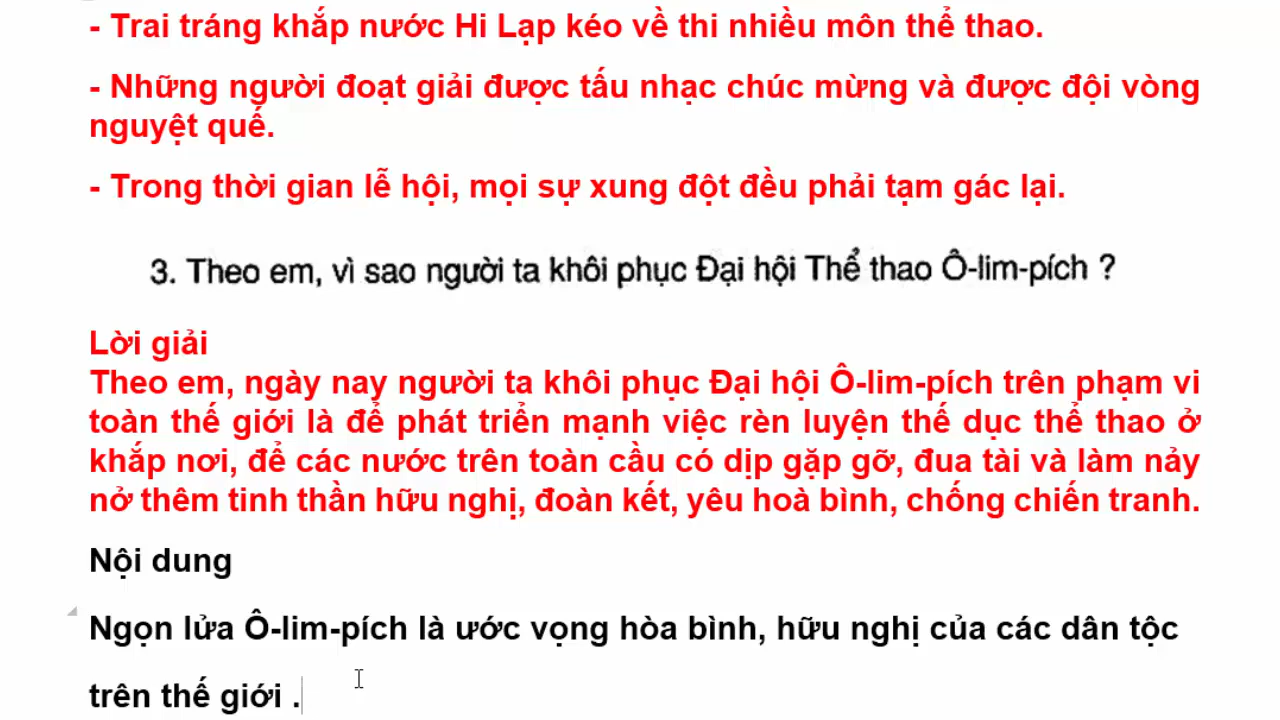 - Trai tráng khắp nước Hi Lạp kéo về thi nhiều môn thể thao.
- Những người đoạt giải được tấu nhạc chúc mừng và được đội vòng
nguyệt quế.
- Trong thời gian lễ hội, mọi sự xung đột đều phải tạm gác lại.
3. Theo em, vì sao người ta khôi phục Đại hội Thể thao Ô-lim-pích ?
Lời giải
Theo em, ngày nay người ta khôi phục Đại hội Ô-lim-pích trên phạm vi
toàn thế giới là để phát triển mạnh việc rèn luyện thế dục thể thao ở
khắp nơi, để các nước trên toàn cầu có dịp gặp gỡ, đua tài và làm nảy
nở thêm tinh thần hữu nghị, đoàn kết, yêu hoà bình, chống chiến tranh.
Nội dung
Ngọn lửa Ô-lim-pích là ước vọng hòa bình, hữu nghị của các dân tộc
trên thế giới .